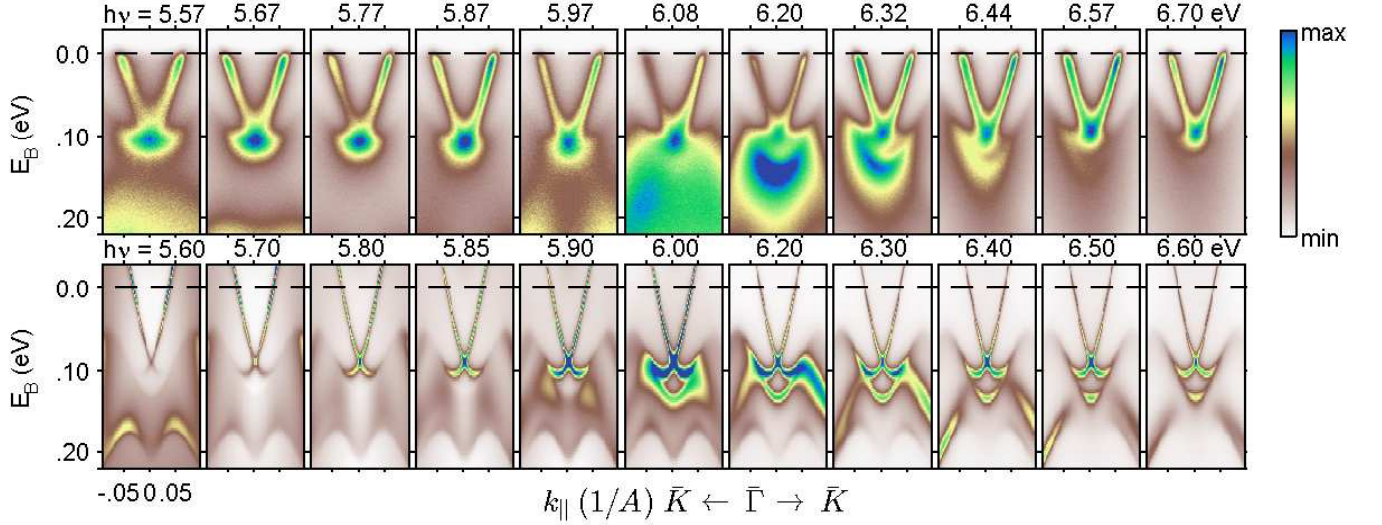 hν = 5.57 5.67 5.77 5.87 5.97 6.08 6.20 6.32 6.44 6.57 6.70 eV
max
0.0
E_B (eV)
.10
.20
min
hν = 5.60 5.70 5.80 5.85 5.90 6.00 6.20 6.30 6.40 6.50 6.60 eV
0.0
E_B (eV)
.10
.20
-.05 0.05
k_∥ (1/A) K̄ ← Γ̄ → K̄